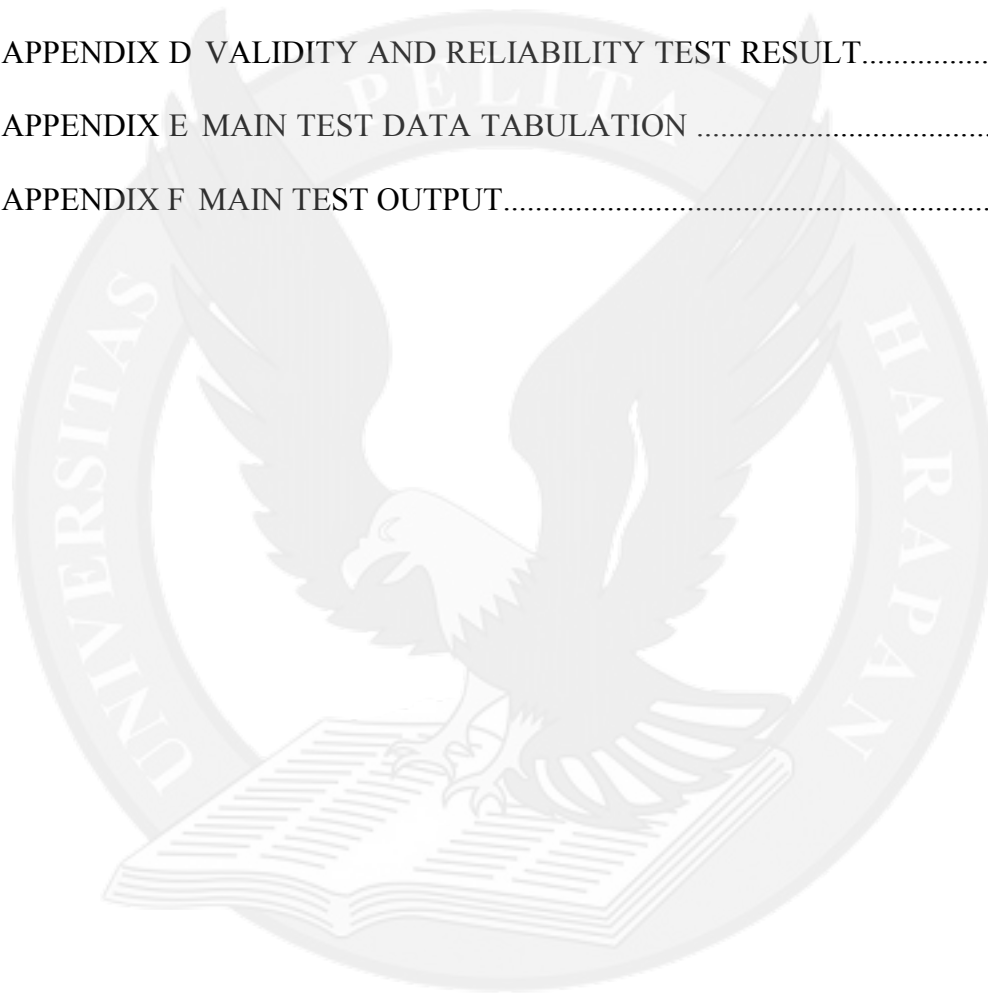 APPENDIX D VALIDITY AND RELIABILITY TEST RESULT................
APPENDIX E MAIN TEST DATA TABULATION .....................................
APPENDIX F MAIN TEST OUTPUT.............................................................
UNIVERSITAS PELITA HARAPAN